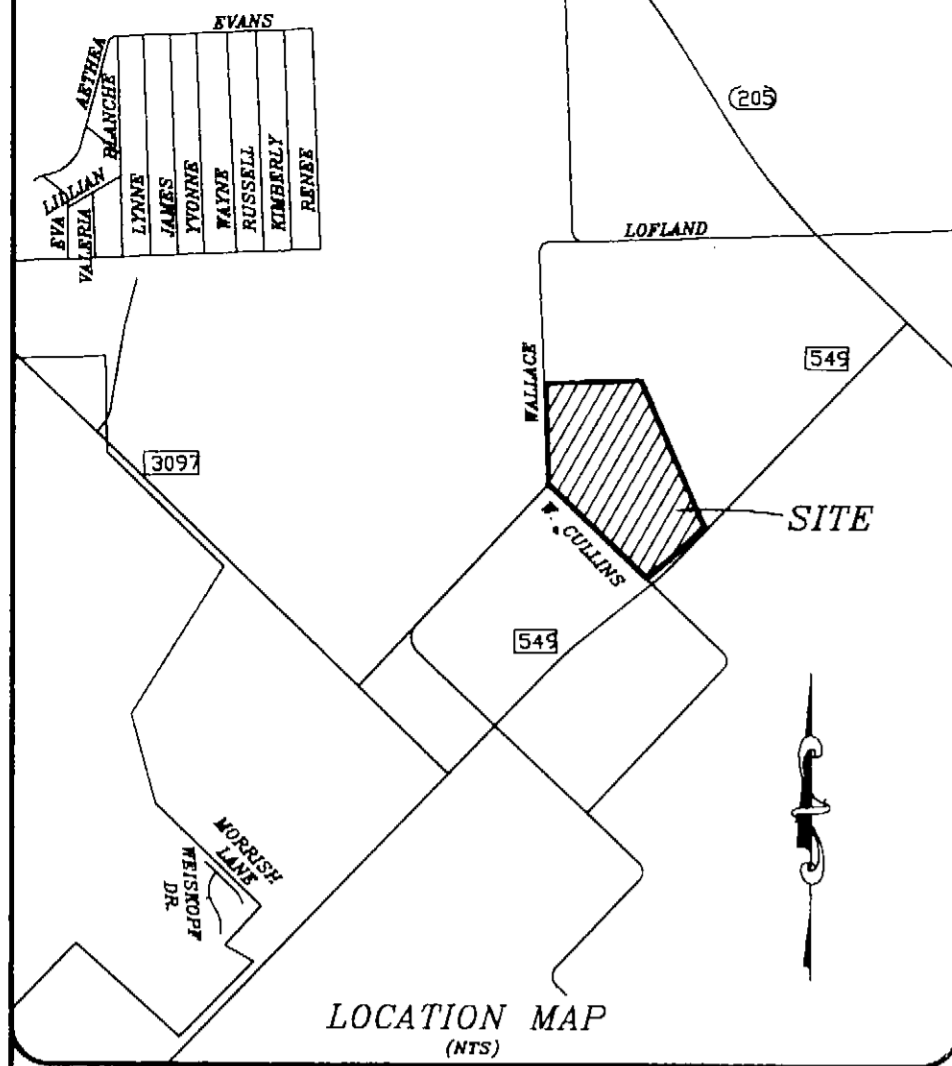 EVANS
AETHEA
BLANCHE
LILLIAN
EVA
VALERIA
LYNNE
JAMES
YVONNE
WAYNE
RUSSELL
KIMBERLY
RENEE
205
LOFLAND
549
WALLACE
3097
SITE
W. CULLINS
549
MORRISH
LANE
WEISKOPF
DR.
LOCATION MAP
(NTS)